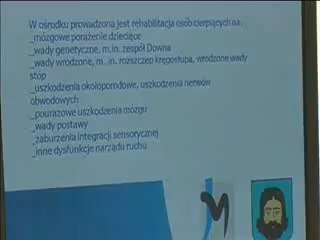 W ośrodku prowadzona jest rehabilitacja osób cierpiących na:
_mózgowe porażenie dziecięce
_wady genetyczne, m.in. zespół Downa
_wady wrodzone, m. in. rozszczep kręgosłupa, wrodzone wady
stóp
_uszkodzenia okołoporodowe, uszkodzenia nerwów
obwodowych
_pourazowe uszkodzenia mózgu
_wady postawy
_zaburzenia integracji sensorycznej
_inne dysfunkcje narządu ruchu